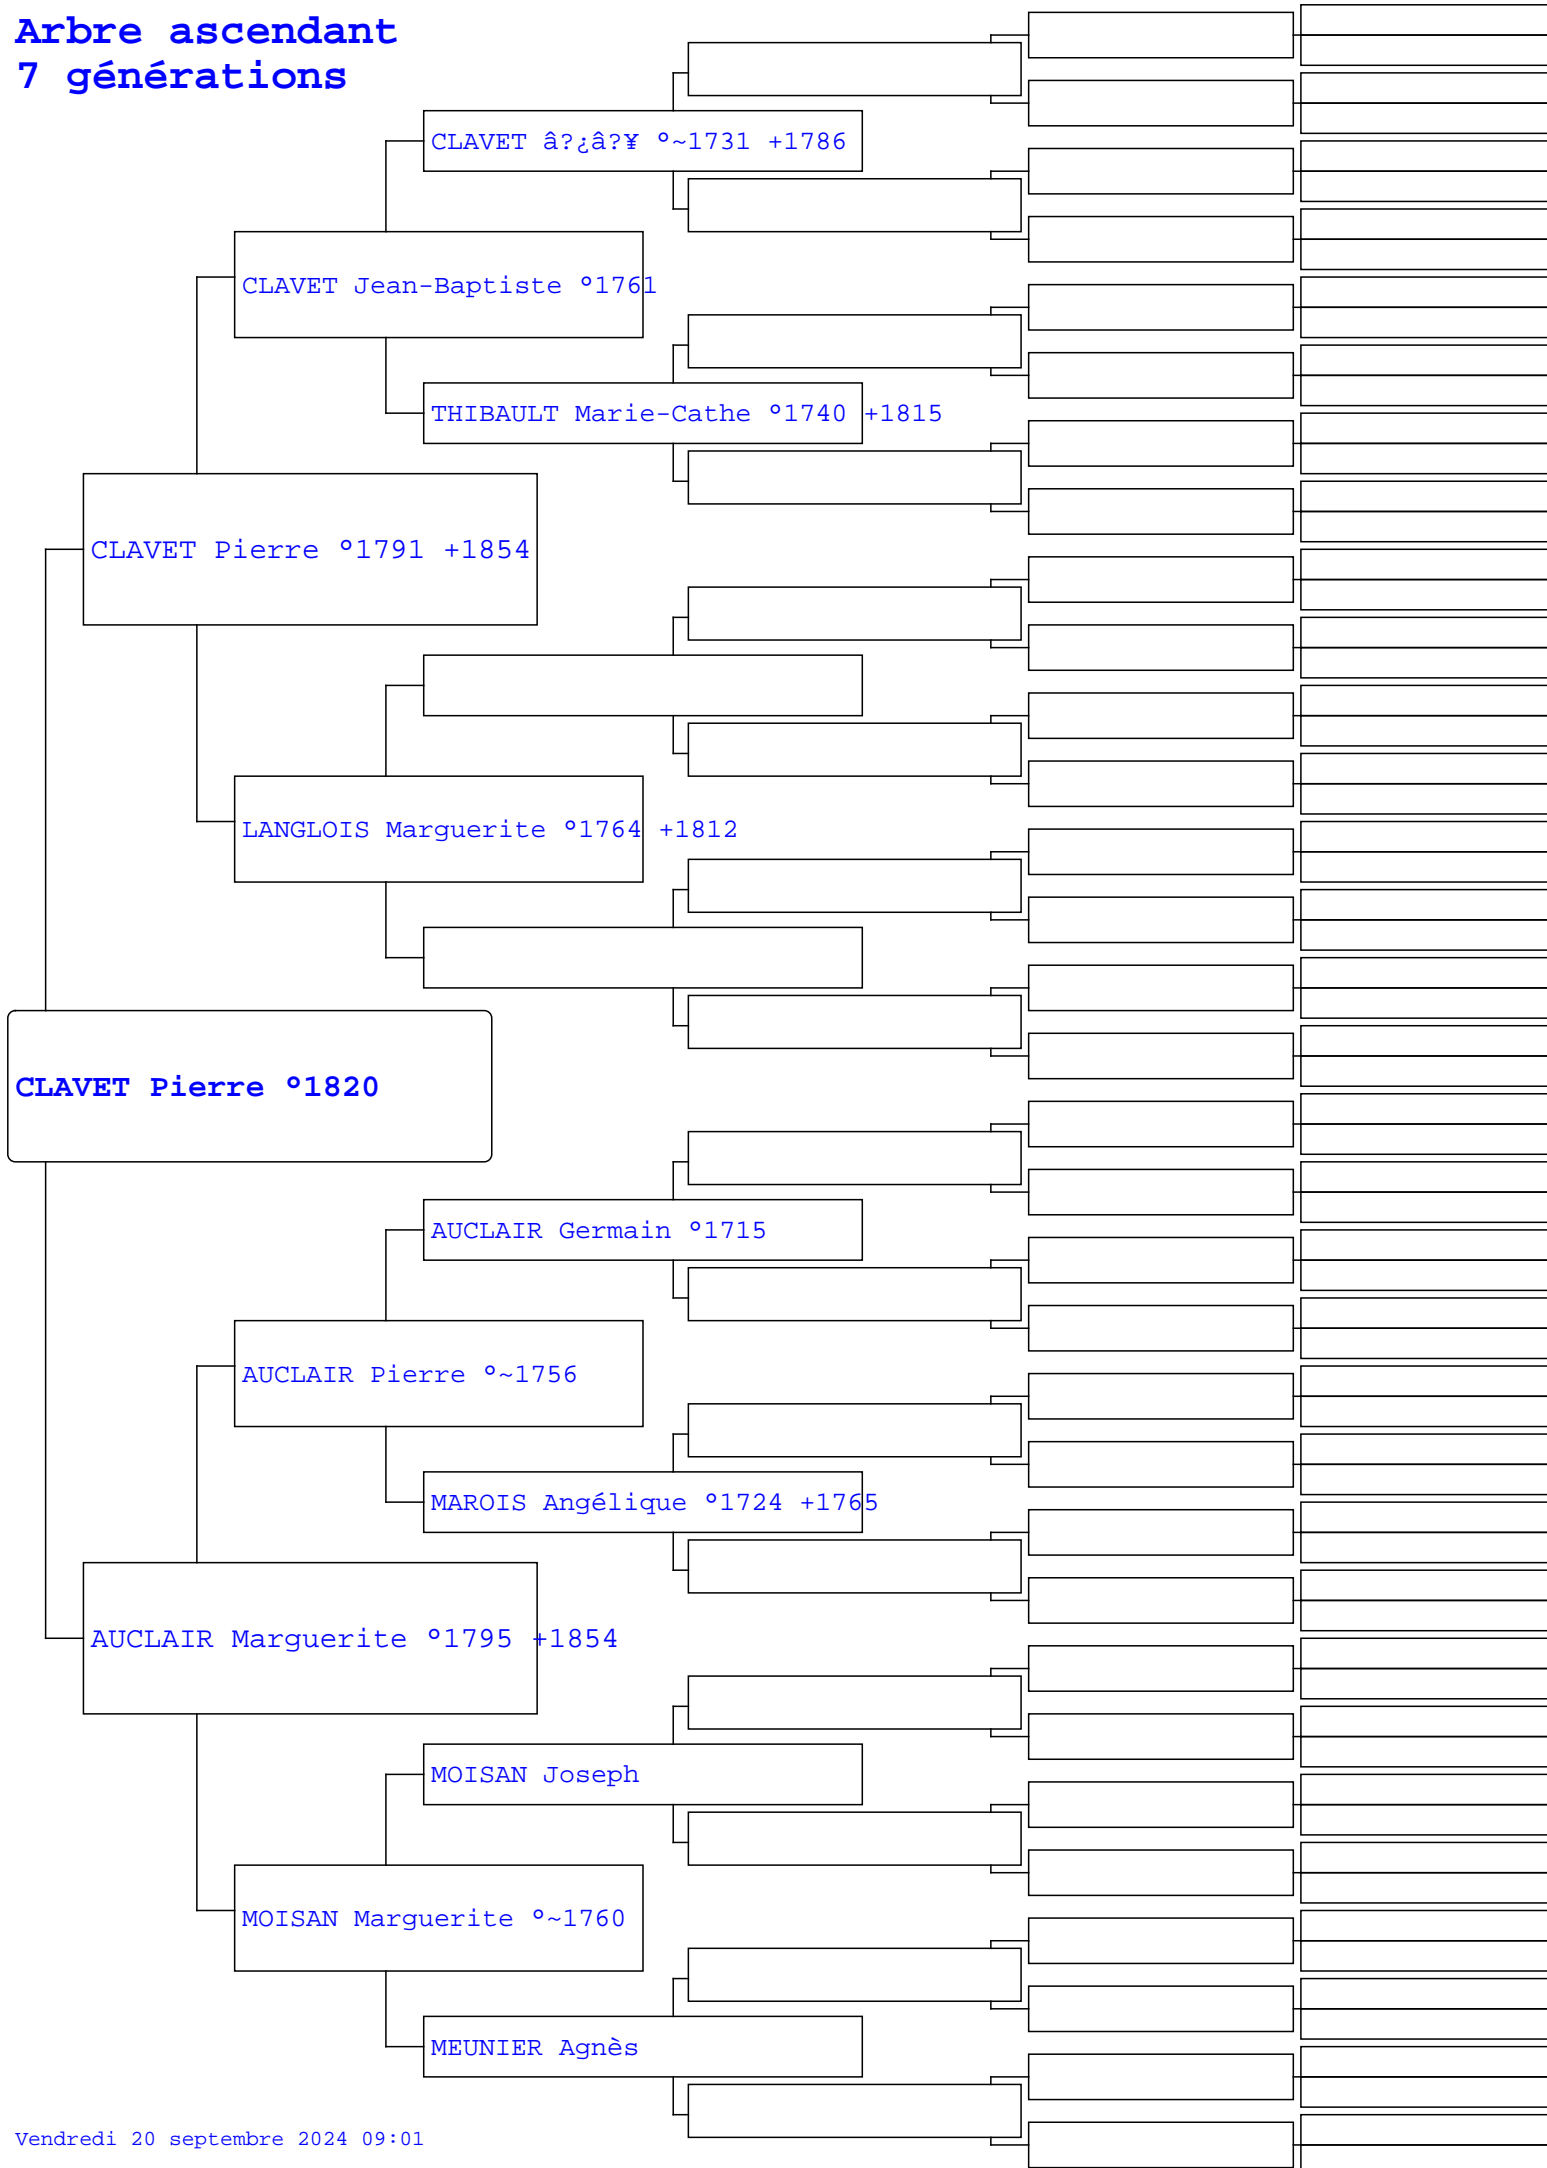 Arbre ascendant
7 générations
CLAVET â?¿â?¥ °~1731 +1786
CLAVET Jean-Baptiste °1761
THIBAULT Marie-Cathe °1740 +1815
CLAVET Pierre °1791 +1854
LANGLOIS Marguerite °1764 +1812
CLAVET Pierre °1820
AUCLAIR Germain °1715
AUCLAIR Pierre °~1756
MAROIS Angélique °1724 +1765
AUCLAIR Marguerite °1795 +1854
MOISAN Joseph
MOISAN Marguerite °~1760
MEUNIER Agnès
Vendredi 20 septembre 2024 09:01